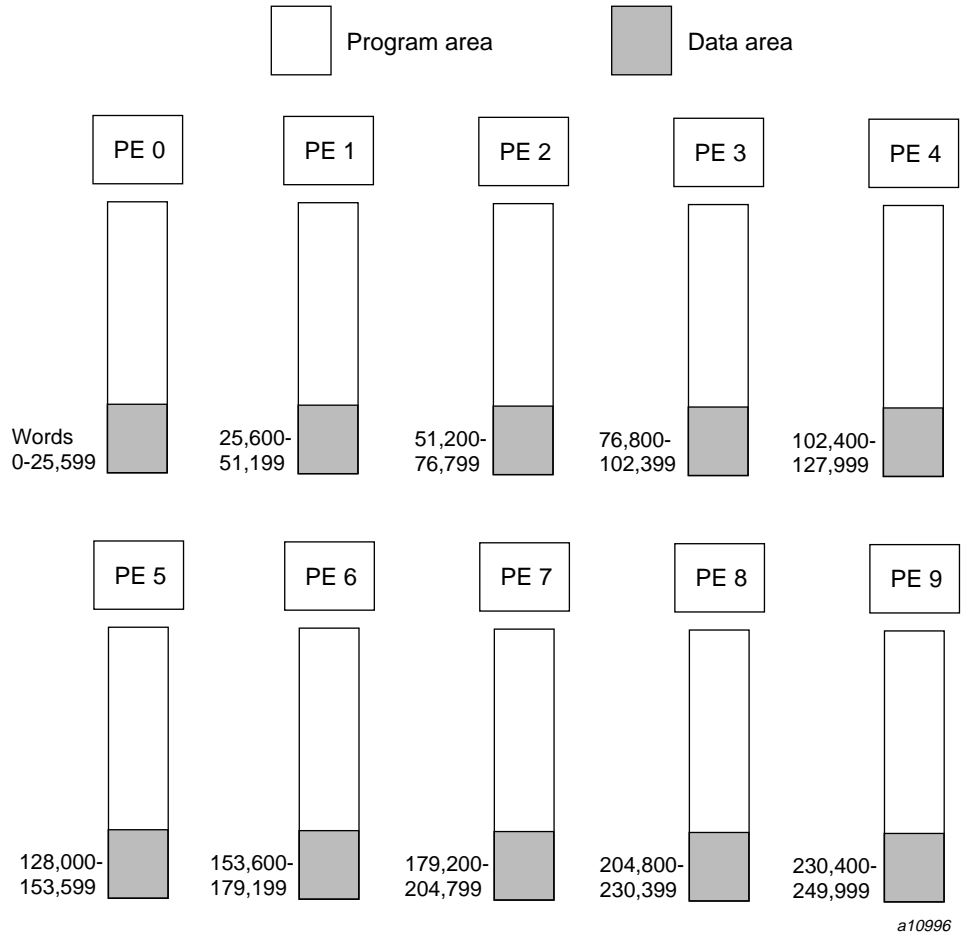 Program area
Data area
PE 0
PE 1
PE 2
PE 3
PE 4
Words
0-25,599
25,600-
51,199
51,200-
76,799
76,800-
102,399
102,400-
127,999
PE 5
PE 6
PE 7
PE 8
PE 9
128,000-
153,599
153,600-
179,199
179,200-
204,799
204,800-
230,399
230,400-
249,999
a10996